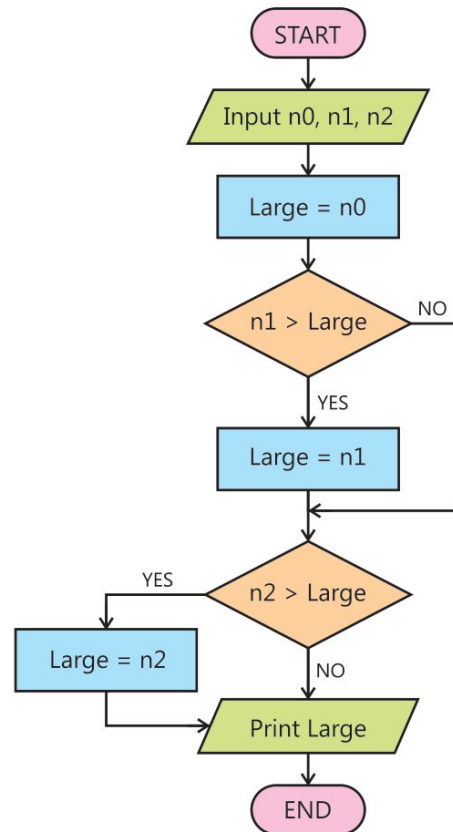 START
Input n0, n1, n2
Large = n0
n1 > Large
NO
YES
Large = n1
n2 > Large
YES
Large = n2
NO
Print Large
END